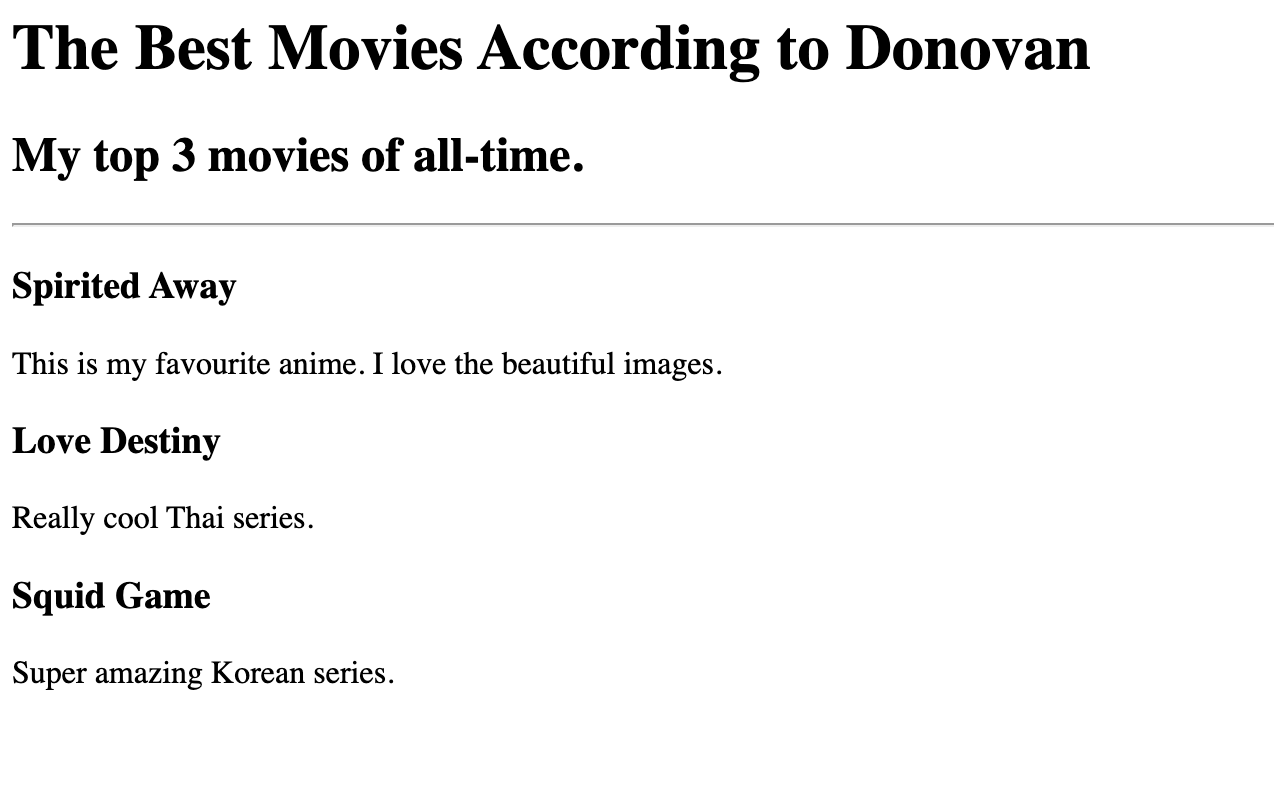 The Best Movies According to Donovan
My top 3 movies of all-time.
Spirited Away
This is my favourite anime. I love the beautiful images.
Love Destiny
Really cool Thai series.
Squid Game
Super amazing Korean series.